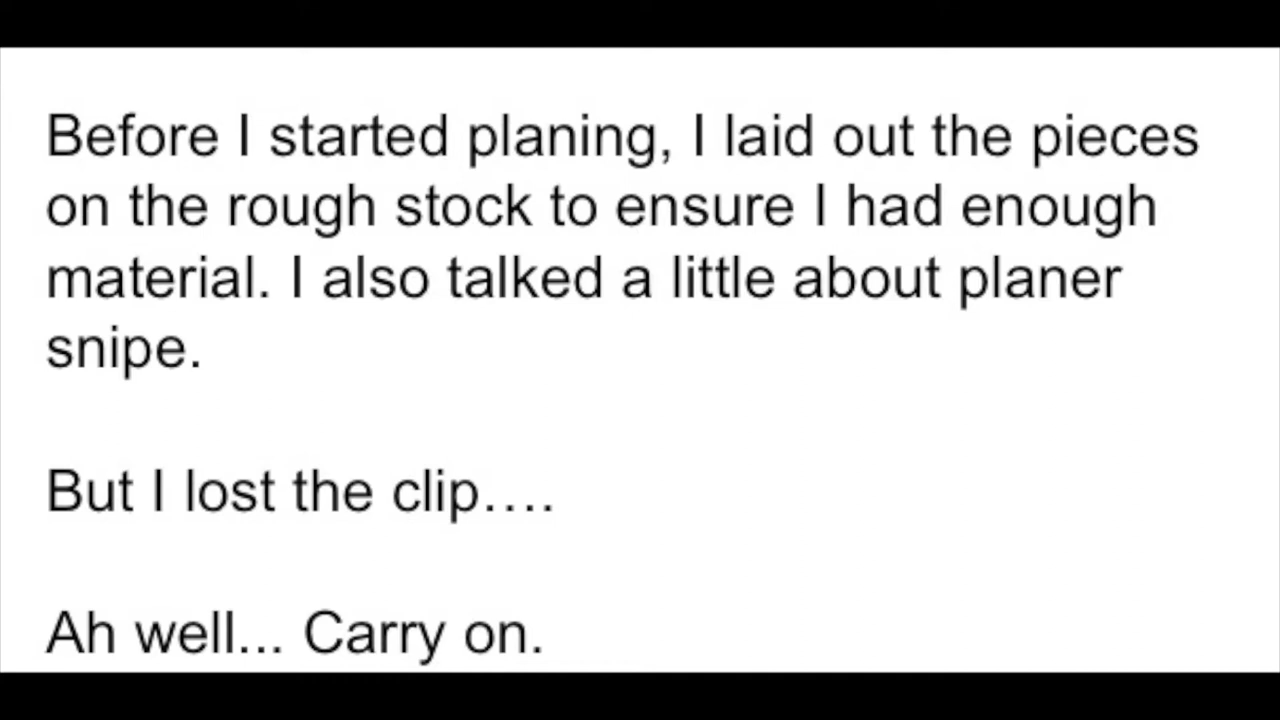 Before I started planing, I laid out the pieces
on the rough stock to ensure I had enough
material. I also talked a little about planer
snipe.
But I lost the clip....
Ah well... Carry on.